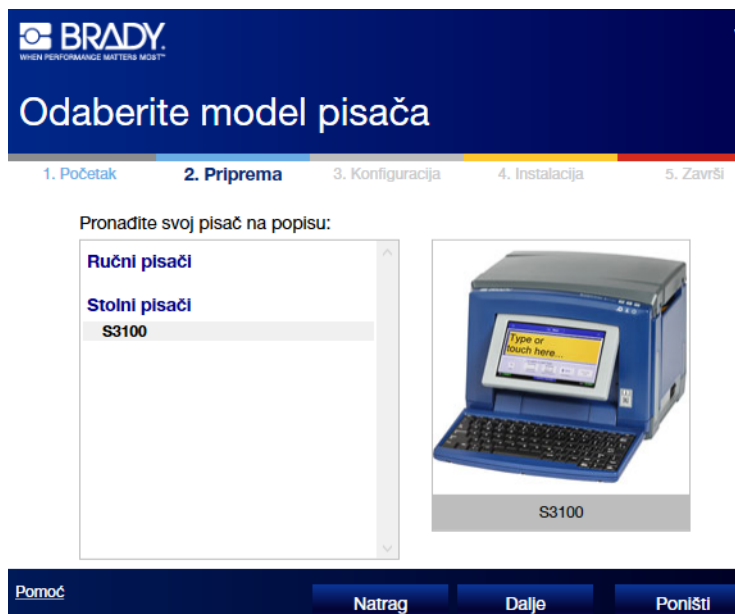 BRADY.
WHEN PERFORMANCE MATTERS MOST™
Odaberite model pisača
1. Početak
2. Priprema
3. Konfiguracija
4. Instalacija
5. Završi
Pronađite svoj pisač na popisu:
Ručni pisači
Stolni pisači
S3100
Type or
touch here...
S3100
Pomoć
Natrag
Dalje
Poništi